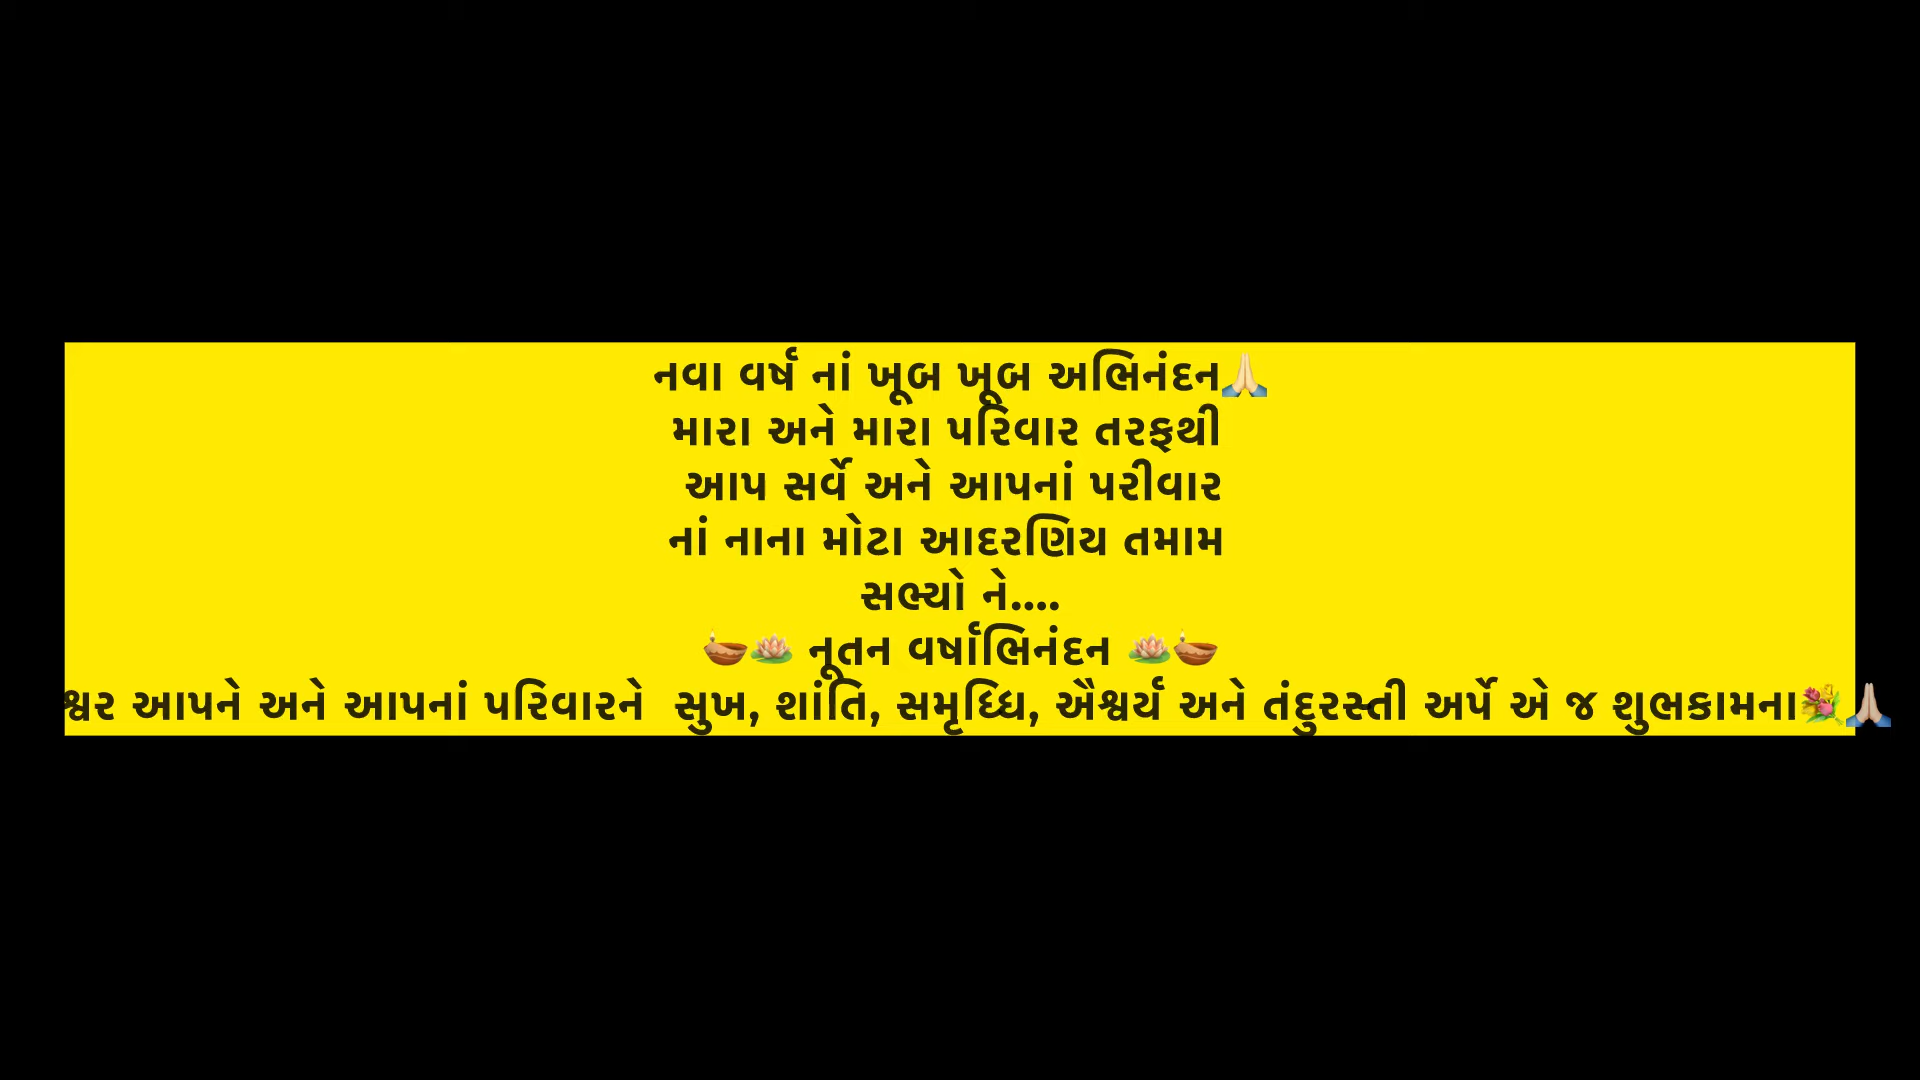 નવા વર્ષ નાં ખૂબ ખૂબ અભિનંદન🙏🏼
મારા અને મારા પરિવાર તરફથી
આપ સર્વે અને આપનાં પરીવાર
નાં નાના મોટા આદરણિય તમામ
સભ્યો ને....
🪔🪷 નૂતન વર્ષાભિનંદન 🪷🪔
શ્વર આપને અને આપનાં પરિવારને  સુખ, શાંતિ, સમૃધ્ધિ, ઐશ્વર્ય અને તંદુરસ્તી અર્પે એ જ શુભકામના💐🙏🏼